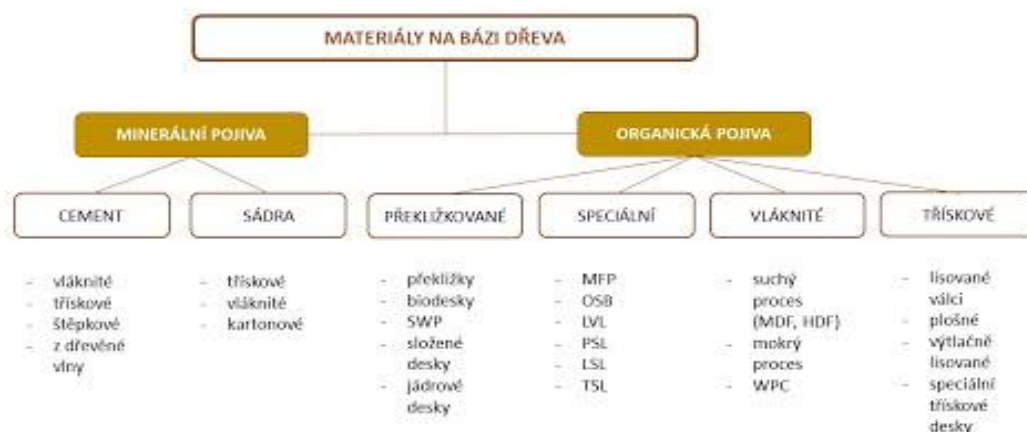 MATERIÁLY NA BÁZI DŘEVA
MINERÁLNÍ POJIVA
ORGANICKÁ POJIVA
CEMENT
SÁDRA
PŘEKLIŽKOVANÉ
SPECIÁLNÍ
VLÁKNITÉ
TŘÍSKOVÉ
- vláknité
- třískové
- štěpkové
- z dřevěné
vlny
- třískové
- vláknité
- kartonové
- překližky
- biodesky
- SWP
- složené
desky
- jádrové
desky
- MFP
- OSB
- LVL
- PSL
- LSL
- TSL
- suchý
proces
(MDF, HDF)
- mokrý
proces
- WPC
- lisované
válci
- plošné
- výtlačně
lisované
- speciální
třískové
desky